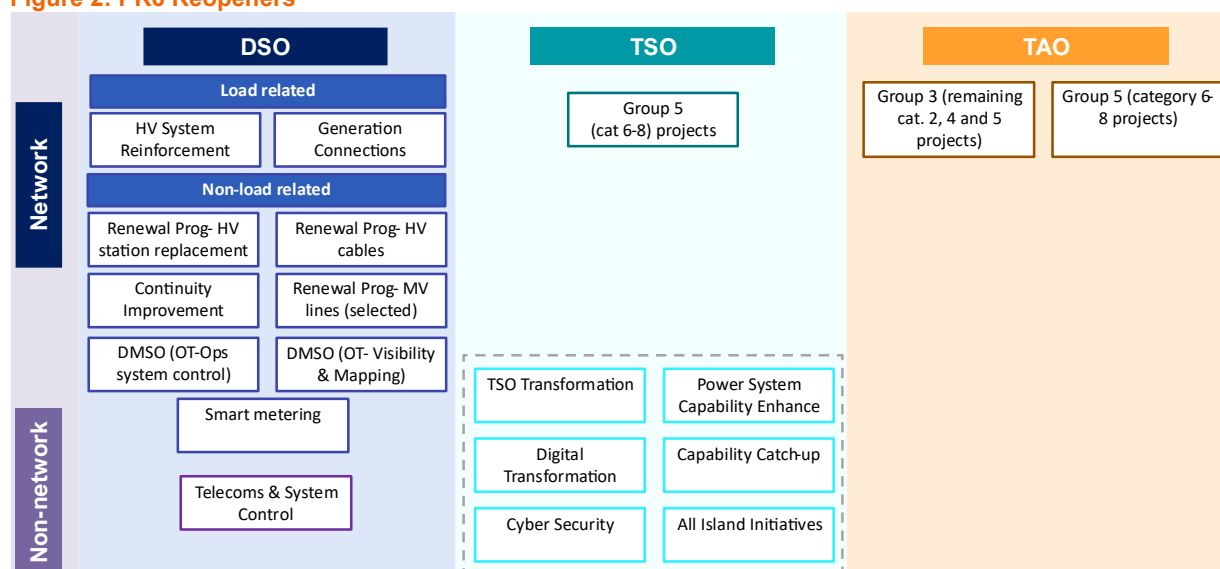 Figure 2: PR6 Reopeners
DSO
TSO
TAO
Network
Load related
HV System
Reinforcement
Generation
Connections
Non-load related
Renewal Prog- HV
station replacement
Renewal Prog- HV
cables
Continuity
Improvement
Renewal Prog- MV
lines (selected)
DMSO (OT-Ops
system control)
DMSO (OT- Visibility
& Mapping)
Smart metering
Group 5
(cat 6-8) projects
Group 3 (remaining
cat. 2, 4 and 5
projects)
Group 5 (category 6-
8 projects)
Non-network
Telecoms & System
Control
TSO Transformation
Power System
Capability Enhance
Digital
Transformation
Capability Catch-up
Cyber Security
All Island Initiatives